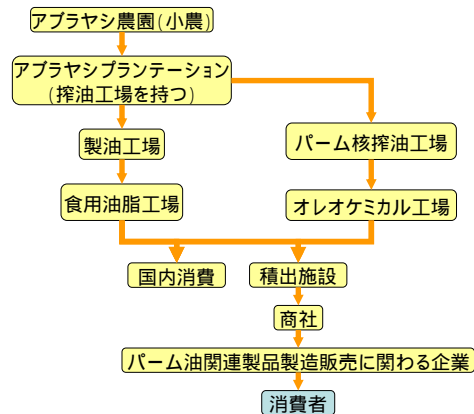 アブラヤシ農園(小農)
アブラヤシプランテーション
(搾油工場を持つ)
製油工場
パーム核搾油工場
食用油脂工場
オレオケミカル工場
国内消費
積出施設
商社
パーム油関連製品製造販売に関わる企業
消費者